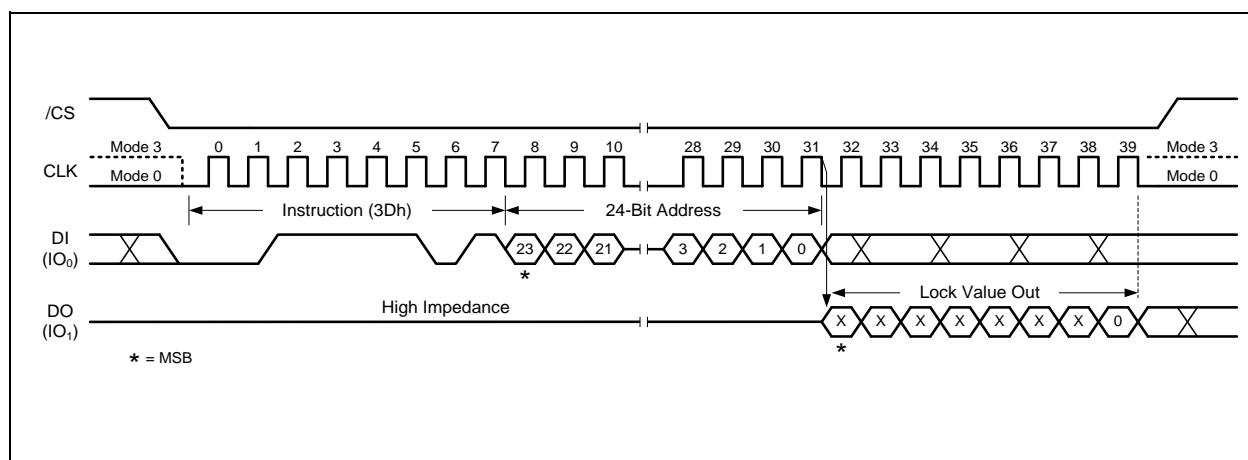 /CS
Mode 3 0 1 2 3 4 5 6 7 8 9 10 28 29 30 31 32 33 34 35 36 37 38 39 Mode 3
CLK
Mode 0 Mode 0
Instruction (3Dh) 24-Bit Address
DI
(IO₀)
23 22 21 3 2 1 0
*
Lock Value Out
High Impedance
DO
(IO₁)
X X X X X X X 0
*
* = MSB